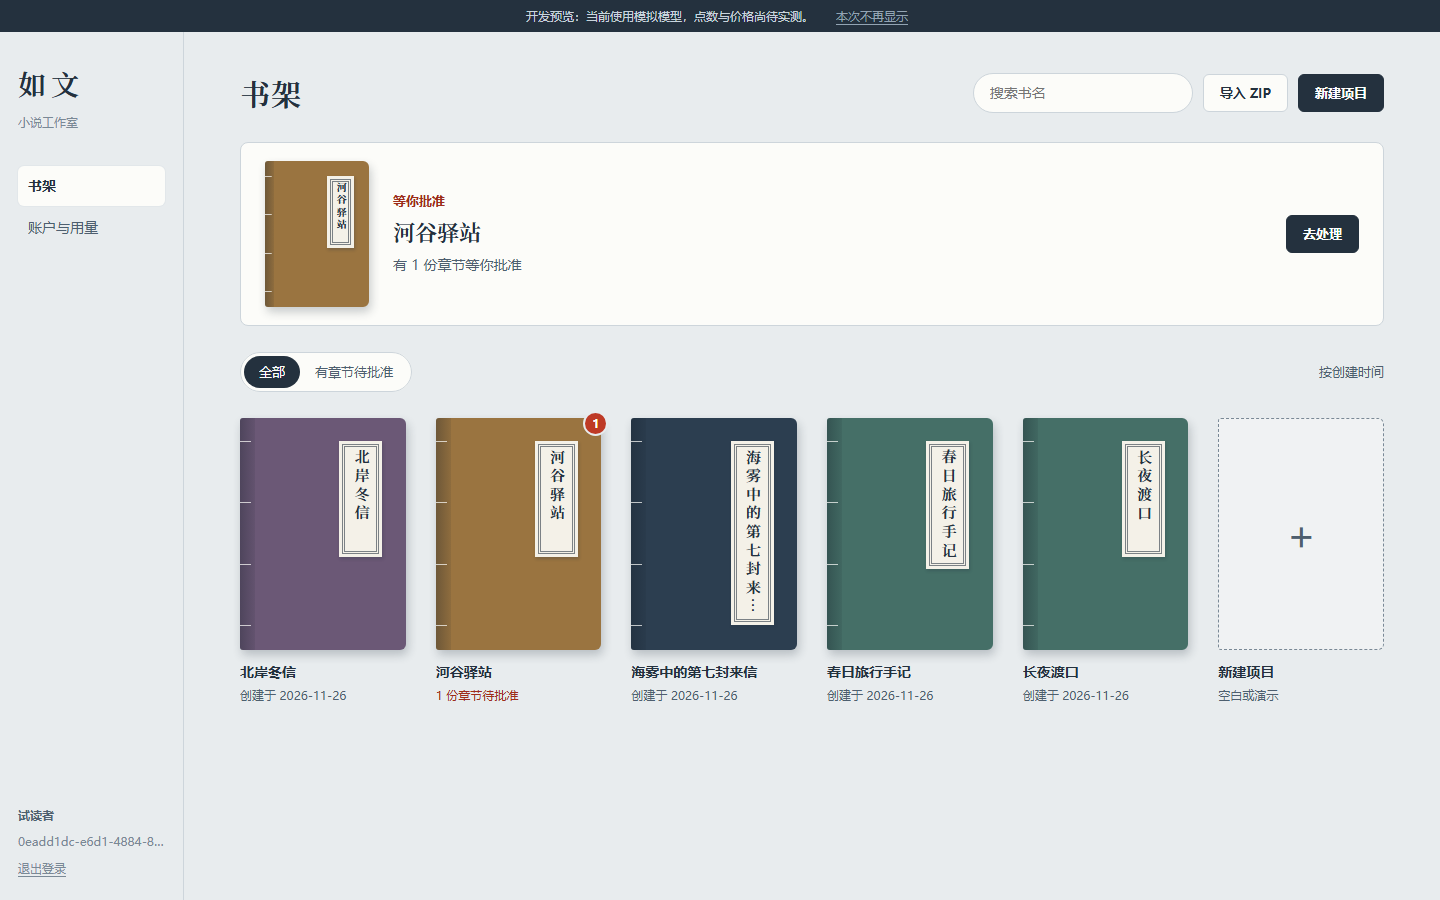 开发预览：当前使用模拟模型，点数与价格尚待实测。 本次不再显示
如文
小说工作室
书架
账户与用量
书架
搜索书名
导入 ZIP
新建项目
河谷驿站
等你批准
河谷驿站
有 1 份章节等你批准
去处理
全部
有章节待批准
按创建时间
北岸冬信
北岸冬信
创建于 2026-11-26
1
河谷驿站
河谷驿站
1 份章节待批准
海雾中的第七封来…
海雾中的第七封来信
创建于 2026-11-26
春日旅行手记
春日旅行手记
创建于 2026-11-26
长夜渡口
长夜渡口
创建于 2026-11-26
+
新建项目
空白或演示
试读者
0eadd1dc-e6d1-4884-8...
退出登录